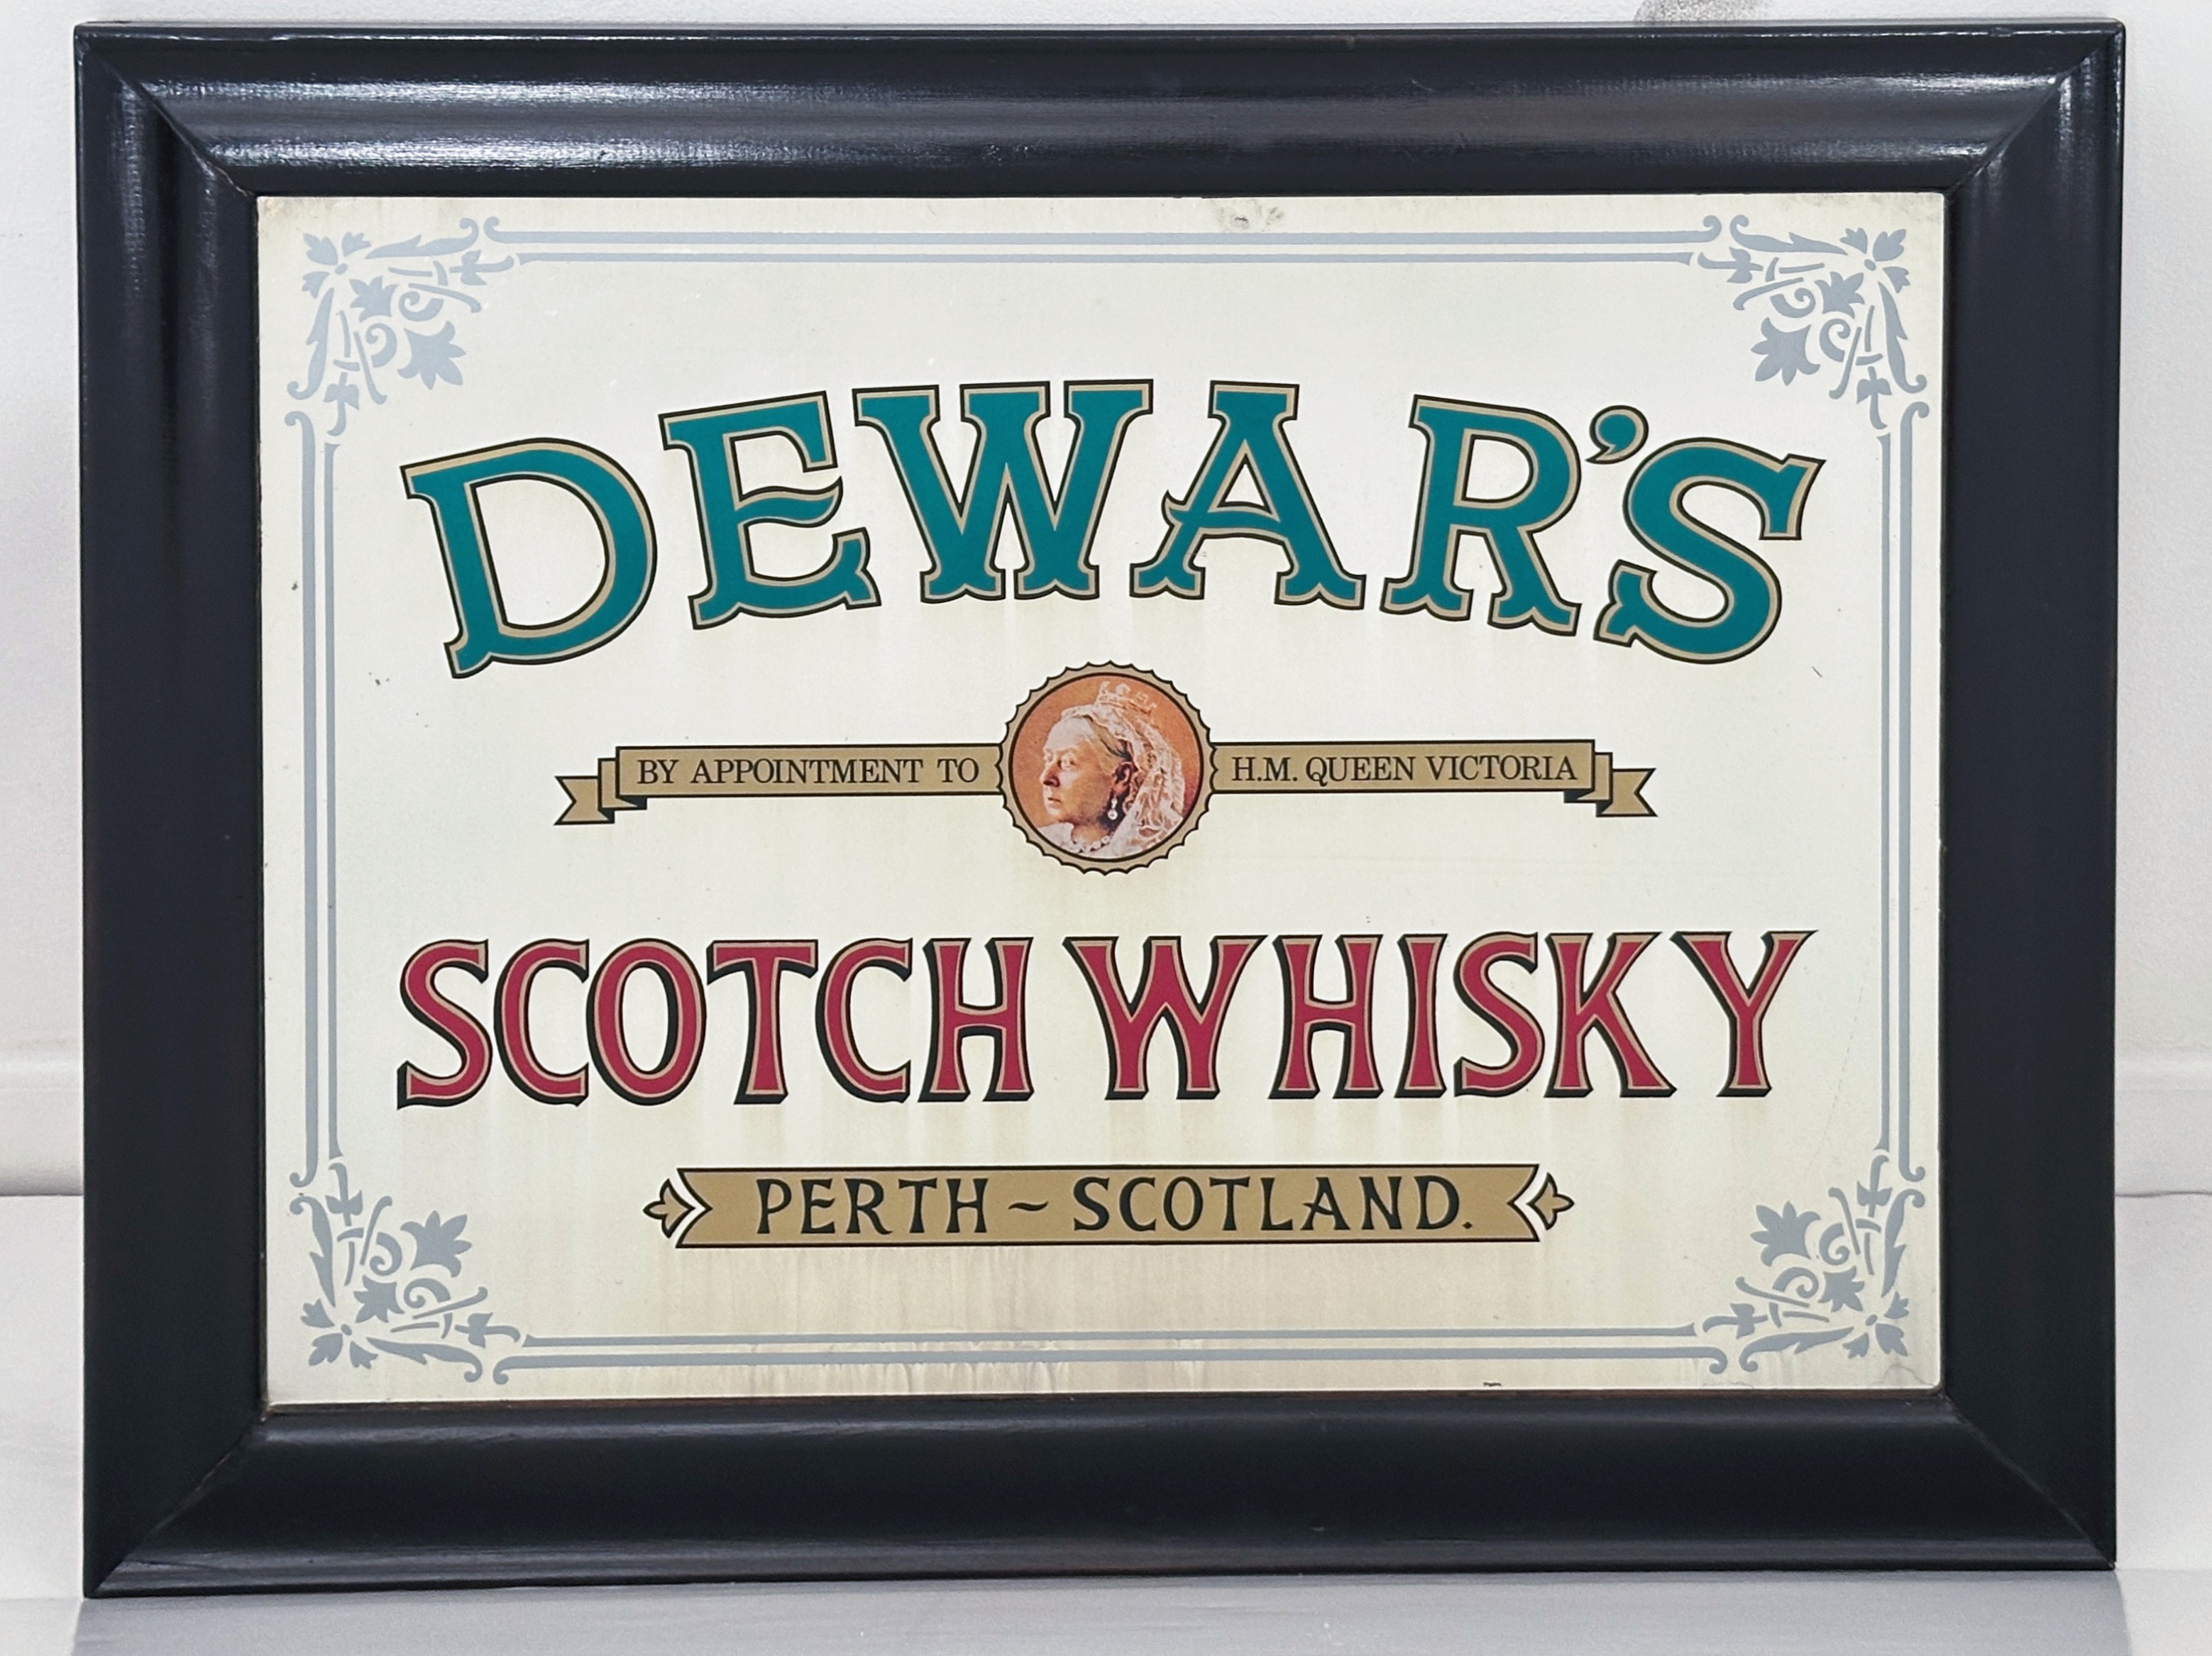 DEWAR'S
BY APPOINTMENT TO H.M. QUEEN VICTORIA
SCOTCH WHISKY
PERTH ~ SCOTLAND.